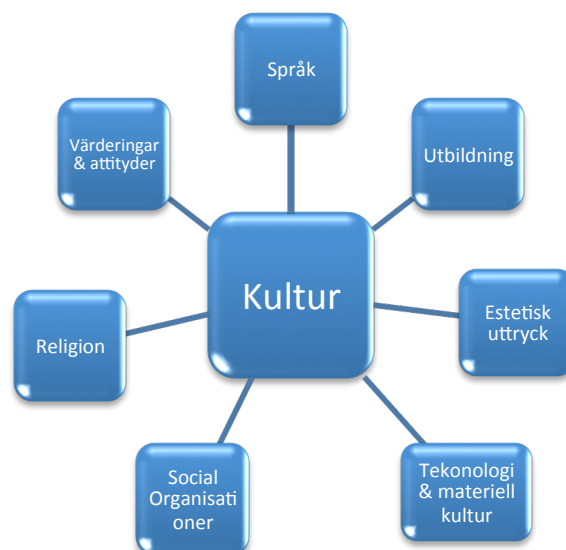 Språk
Värderingar
& attityder
Utbildning
Kultur
Religion
Estetisk
uttryck
Social
Organisati
oner
Tekonologi
& materiell
kultur